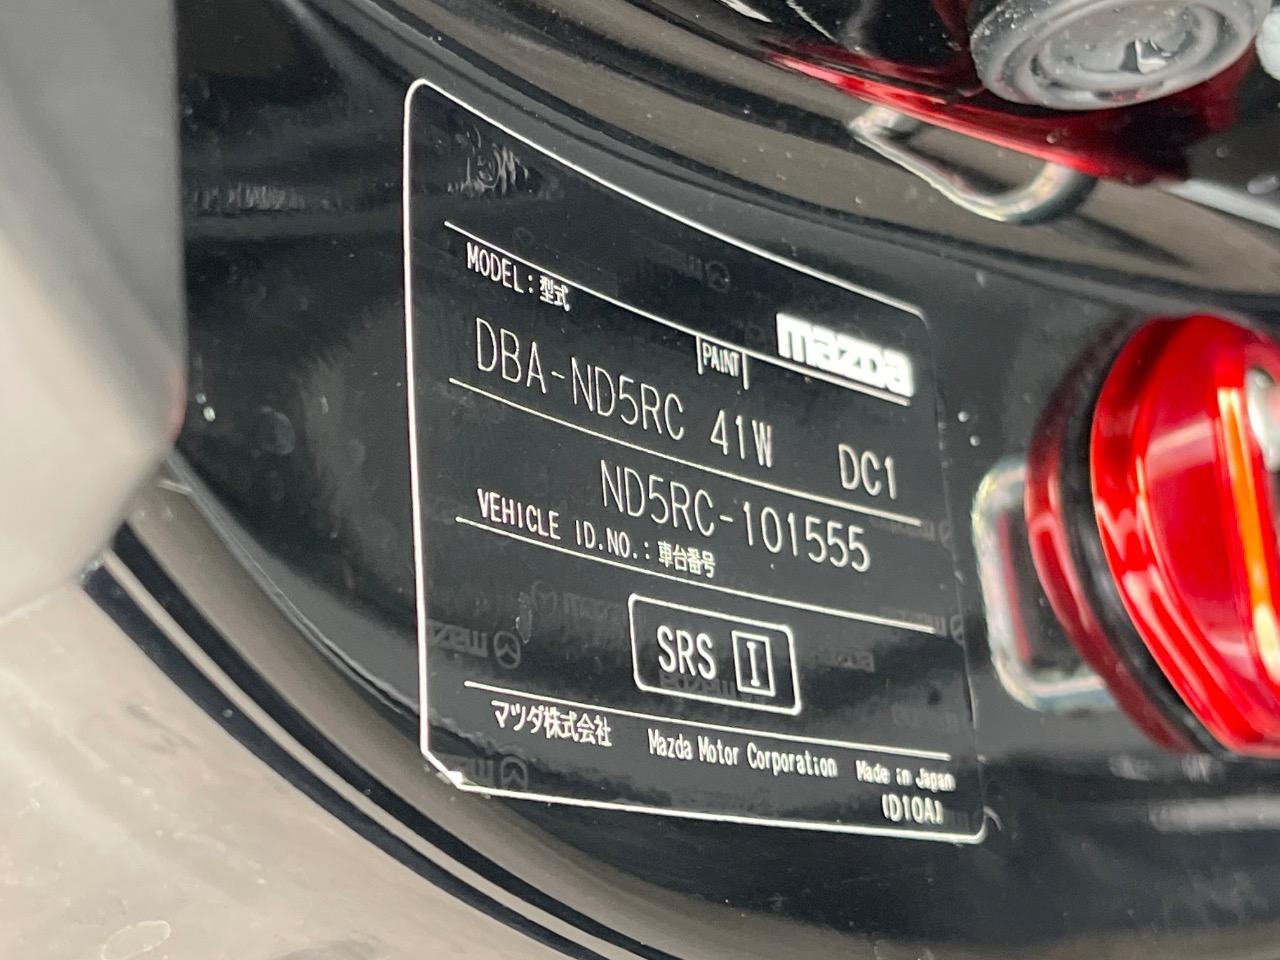 mazda
MODEL:型式
PAINT
DBA-ND5RC 41W DC1
ND5RC-101555
VEHICLE ID.NO.:車台番号
SRS I
マツダ株式会社 Mazda Motor Corporation Made in Japan
(D10A)